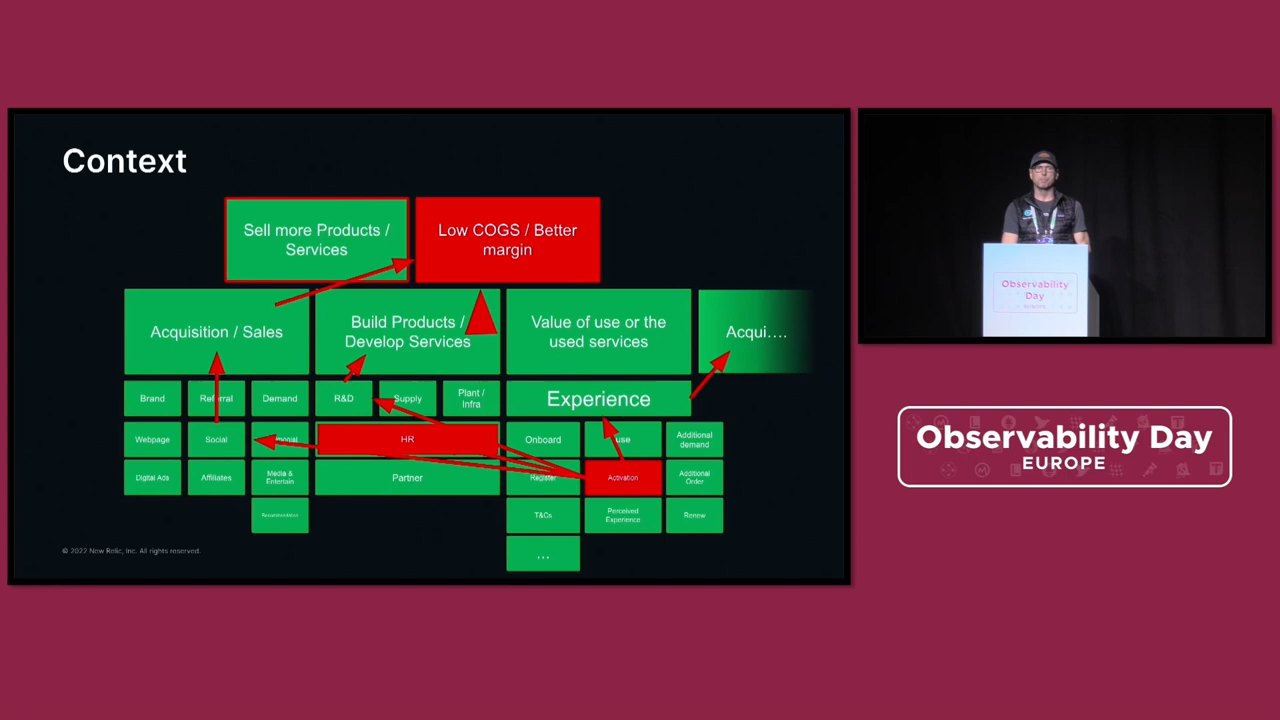 Context
Sell more Products /
Services
Low COGS / Better
margin
Acquisition / Sales
Build Products /
Develop Services
Value of use or the
used services
Acqui....
Brand
Referral
Demand
R&D
Supply
Plant /
Infra
Experience
Webpage
Social
HR
Onboard
use
Additional
demand
Digital Ads
Affiliates
Media &
Entertain
Partner
Register
Activation
Additional
Order
T&Cs
Perceived
Experience
Renew
...
© 2022 New Relic, Inc. All rights reserved.
Observability
Day
EUROPE
Observability Day
EUROPE